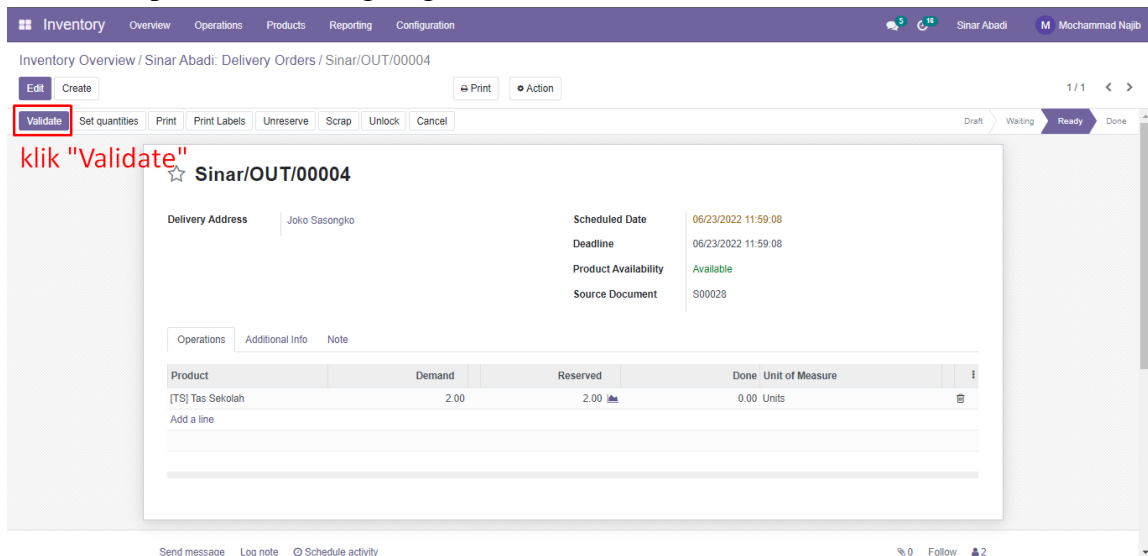 Inventory Overview Operations Products Reporting Configuration 5 16 Sinar Abadi M Mochammad Najib
Inventory Overview / Sinar Abadi: Delivery Orders / Sinar/OUT/00004
Edit Create Print Action 1 / 1
Validate Set quantities Print Print Labels Unreserve Scrap Unlock Cancel Draft Waiting Ready Done
klik "Validate"
Sinar/OUT/00004
Delivery Address Joko Sasongko Scheduled Date 06/23/2022 11:59:08
Deadline 06/23/2022 11:59:08
Product Availability Available
Source Document S00028
Operations Additional Info Note
Product Demand Reserved Done Unit of Measure
[TS] Tas Sekolah 2.00 2.00 0.00 Units
Add a line
Send message Log note Schedule activity 0 Follow 2